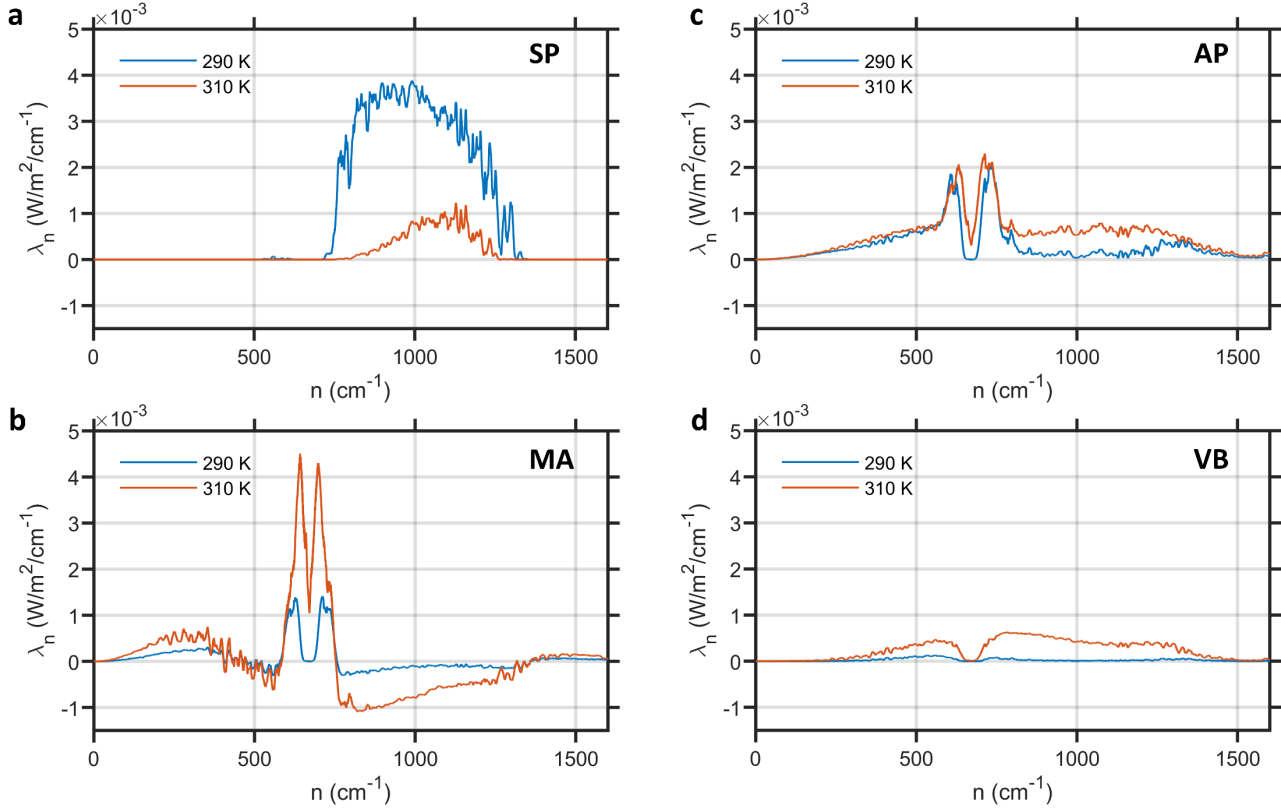 a
×10⁻³
SP
290 K
310 K
5
4
3
2
1
0
-1
λₙ (W/m²/cm⁻¹)
0
500
1000
1500
n (cm⁻¹)
c
×10⁻³
AP
290 K
310 K
5
4
3
2
1
0
-1
λₙ (W/m²/cm⁻¹)
0
500
1000
1500
n (cm⁻¹)
b
×10⁻³
MA
290 K
310 K
5
4
3
2
1
0
-1
λₙ (W/m²/cm⁻¹)
0
500
1000
1500
n (cm⁻¹)
d
×10⁻³
VB
290 K
310 K
5
4
3
2
1
0
-1
λₙ (W/m²/cm⁻¹)
0
500
1000
1500
n (cm⁻¹)